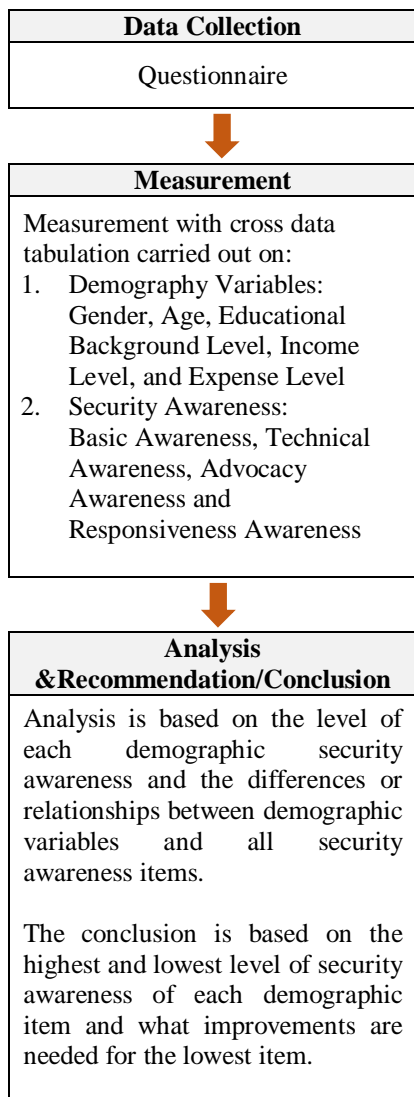 Data Collection
Questionnaire
Measurement
Measurement with cross data
tabulation carried out on:
1. Demography Variables:
Gender, Age, Educational
Background Level, Income
Level, and Expense Level
2. Security Awareness:
Basic Awareness, Technical
Awareness, Advocacy
Awareness and
Responsiveness Awareness
Analysis
&Recommendation/Conclusion
Analysis is based on the level of
each demographic security
awareness and the differences or
relationships between demographic
variables and all security
awareness items.
The conclusion is based on the
highest and lowest level of security
awareness of each demographic
item and what improvements are
needed for the lowest item.